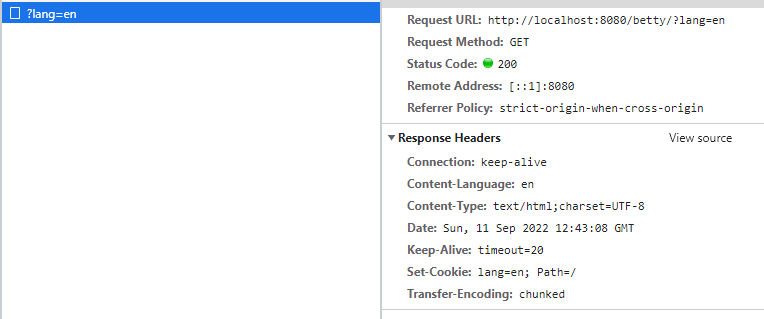 ?lang=en
Request URL: http://localhost:8080/betty/?lang=en
Request Method: GET
Status Code: 200
Remote Address: [::1]:8080
Referrer Policy: strict-origin-when-cross-origin
Response Headers View source
Connection: keep-alive
Content-Language: en
Content-Type: text/html;charset=UTF-8
Date: Sun, 11 Sep 2022 12:43:08 GMT
Keep-Alive: timeout=20
Set-Cookie: lang=en; Path=/
Transfer-Encoding: chunked